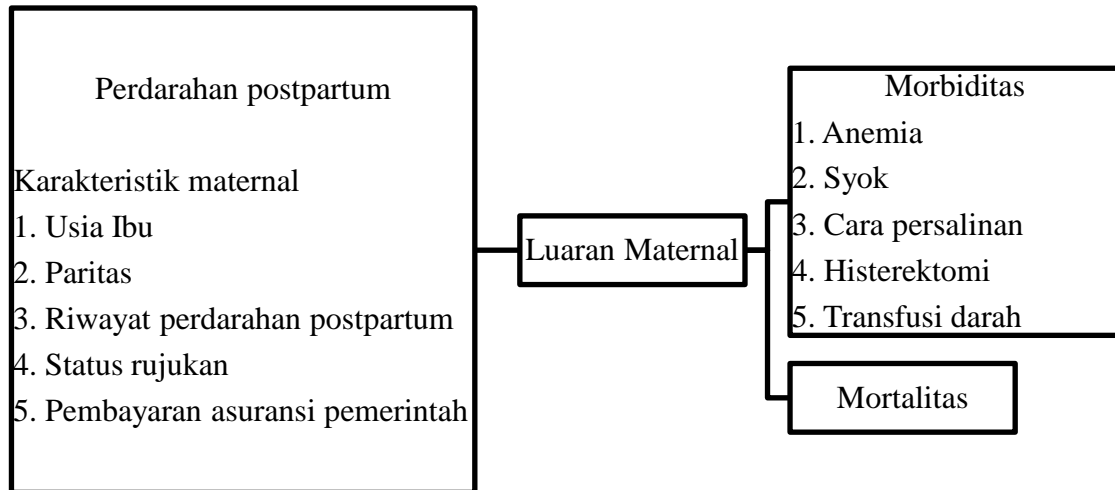 Perdarahan postpartum
Karakteristik maternal
1. Usia Ibu
2. Paritas
3. Riwayat perdarahan postpartum
4. Status rujukan
5. Pembayaran asuransi pemerintah
Luaran Maternal
Morbiditas
1. Anemia
2. Syok
3. Cara persalinan
4. Histerektomi
5. Transfusi darah
Mortalitas